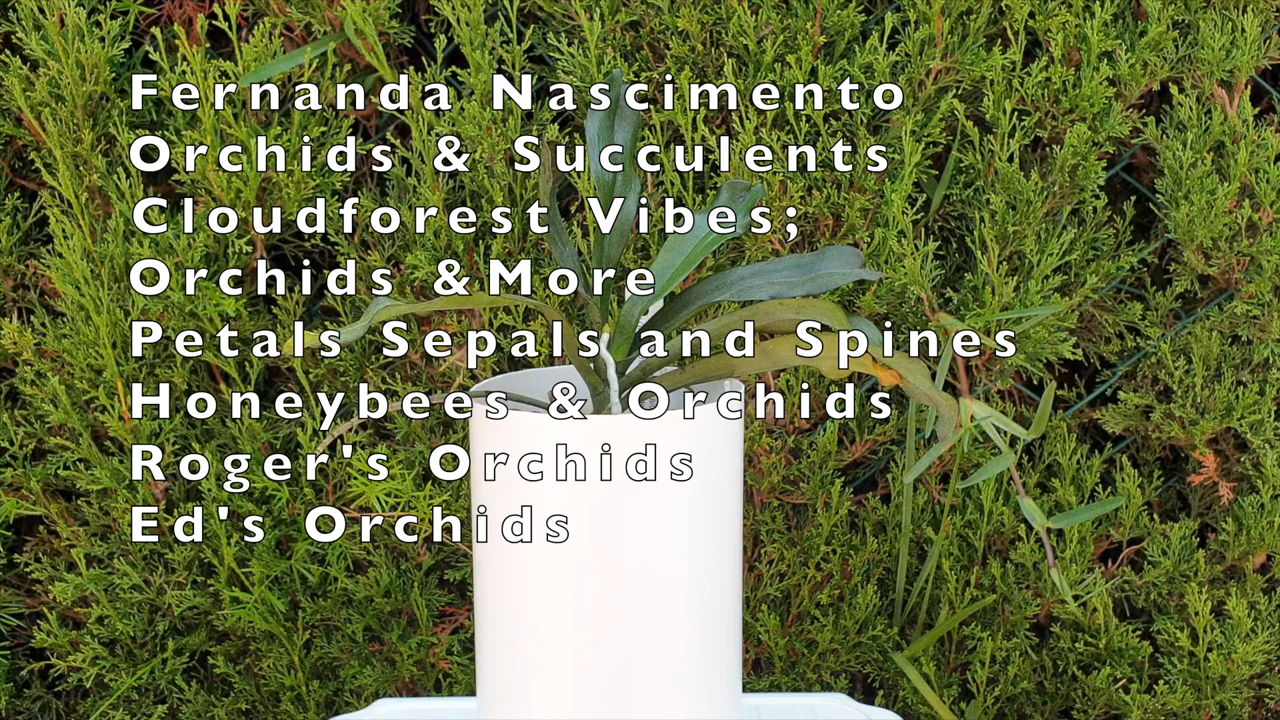 Fernanda Nascimento
Orchids & Succulents
Cloudforest Vibes;
Orchids &More
Petals Sepals and Spines
Honeybees & Orchids
Roger's Orchids
Ed's Orchids